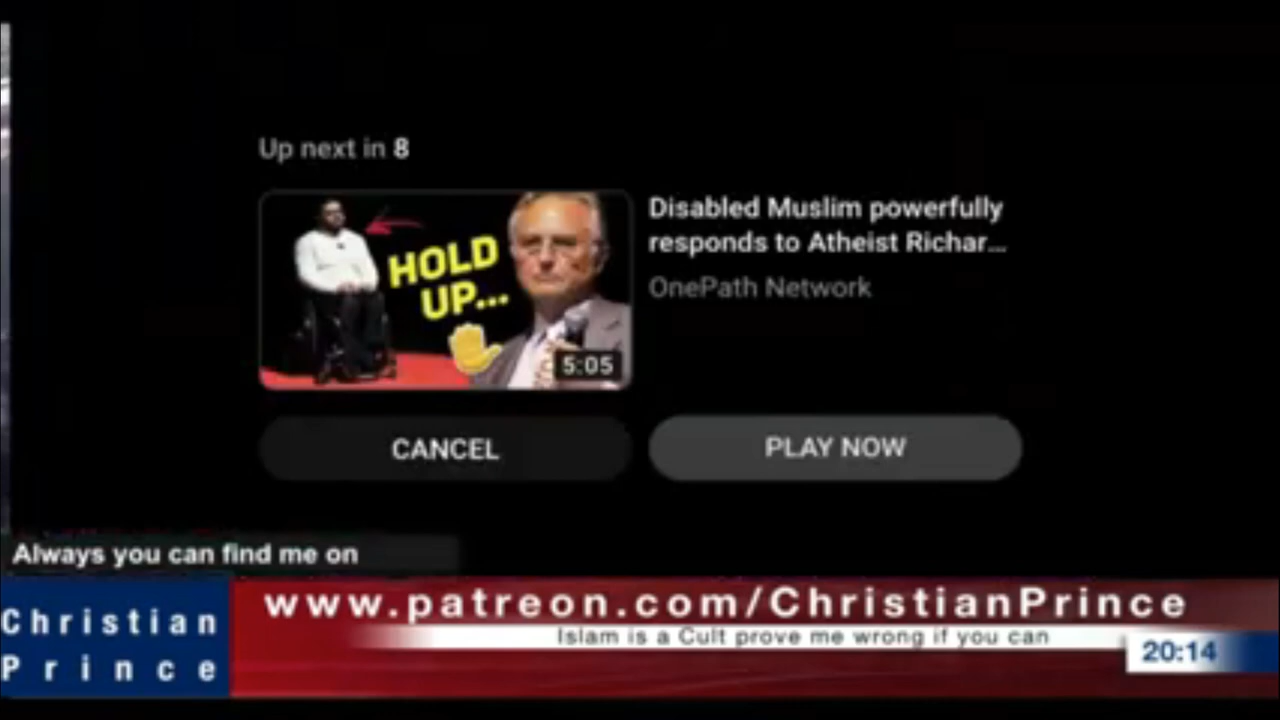 Up next in 8
HOLD
UP...
5:05
Disabled Muslim powerfully
responds to Atheist Richar...
OnePath Network
CANCEL
PLAY NOW
Always you can find me on
Christian
Prince
www.patreon.com/ChristianPrince
Islam is a Cult prove me wrong if you can
20:14